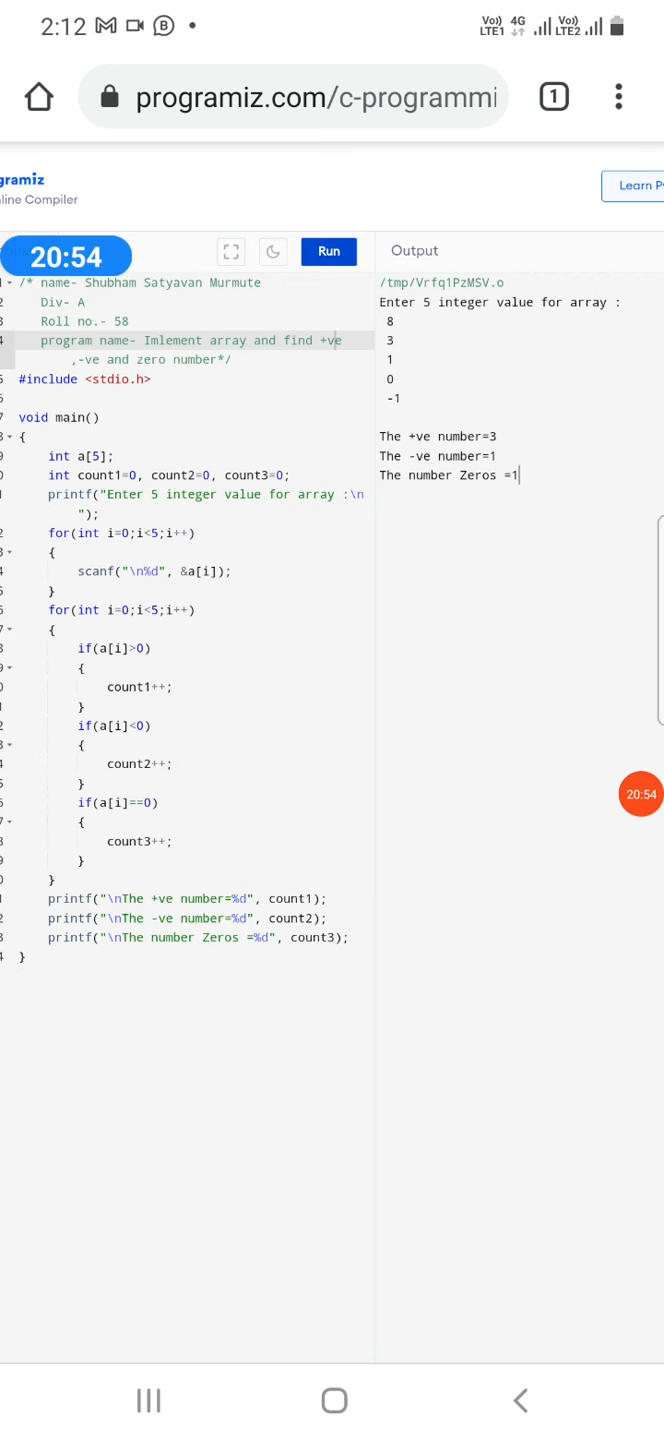 2:12
Vo)) 4G Vo))
LTE1 LTE2
programiz.com/c-programmi
1
gramiz
line Compiler
Learn P
20:54
Run
Output
/* name- Shubham Satyavan Murmute
Div- A
Roll no.- 58
program name- Imlement array and find +ve
,-ve and zero number*/
#include <stdio.h>
void main()
{
int a[5];
int count1=0, count2=0, count3=0;
printf("Enter 5 integer value for array :\n
");
for(int i=0;i<5;i++)
{
scanf("\n%d", &a[i]);
}
for(int i=0;i<5;i++)
{
if(a[i]>0)
{
count1++;
}
if(a[i]<0)
{
count2++;
}
if(a[i]==0)
{
count3++;
}
}
printf("\nThe +ve number=%d", count1);
printf("\nThe -ve number=%d", count2);
printf("\nThe number Zeros =%d", count3);
}
/tmp/Vrfq1PzMSV.o
Enter 5 integer value for array :
8
3
1
0
-1
The +ve number=3
The -ve number=1
The number Zeros =1
20:54